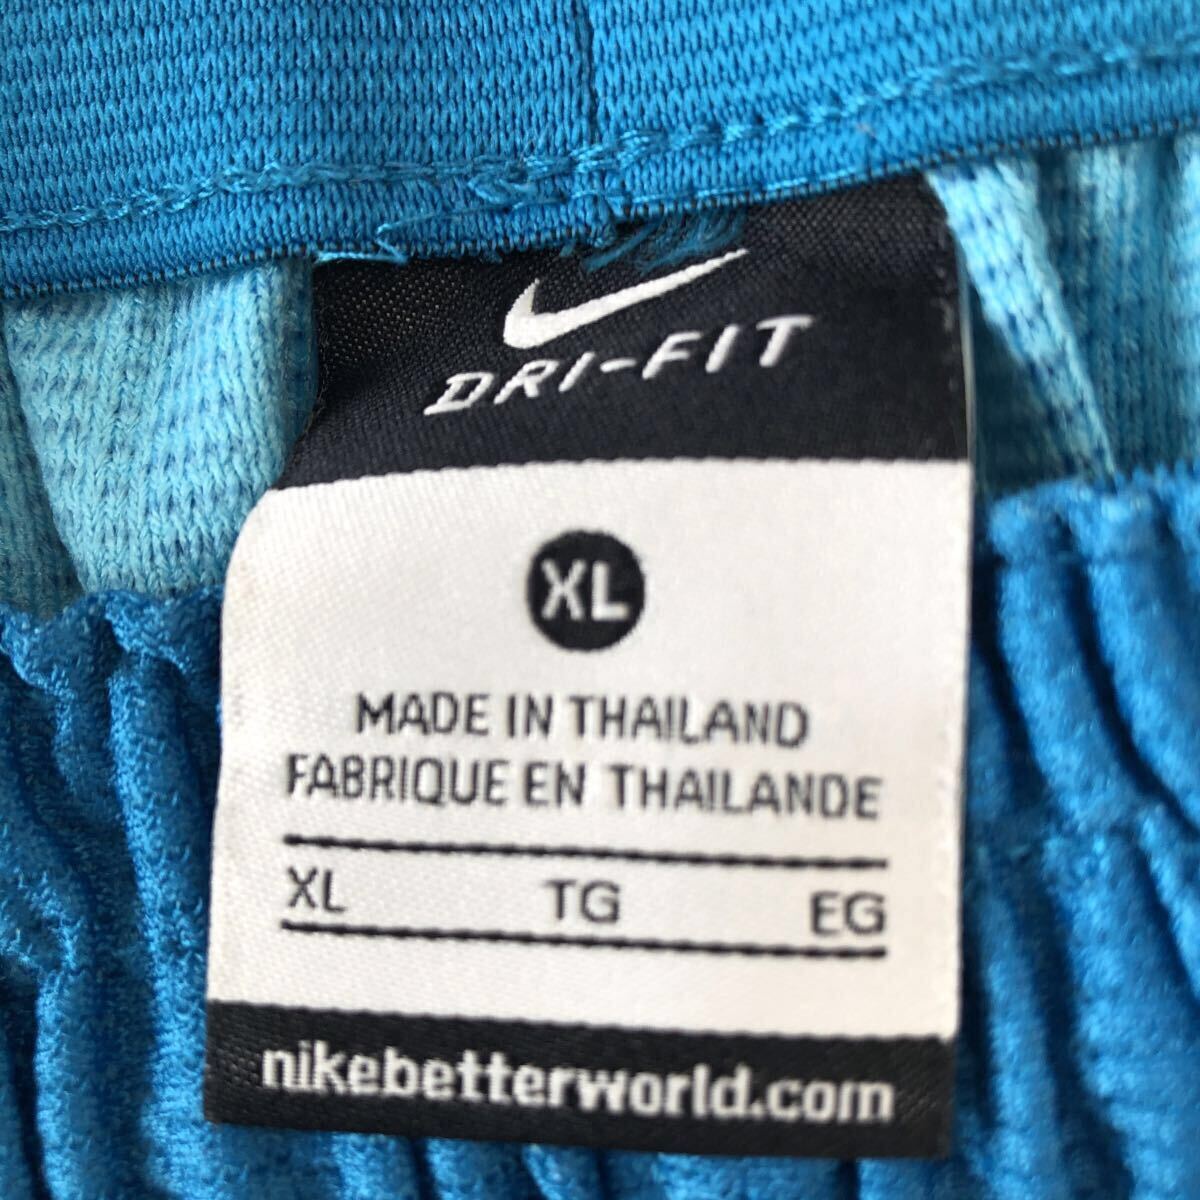 DRI-FIT
XL
MADE IN THAILAND
FABRIQUE EN THAILANDE
XL TG EG
nikebetterworld.com